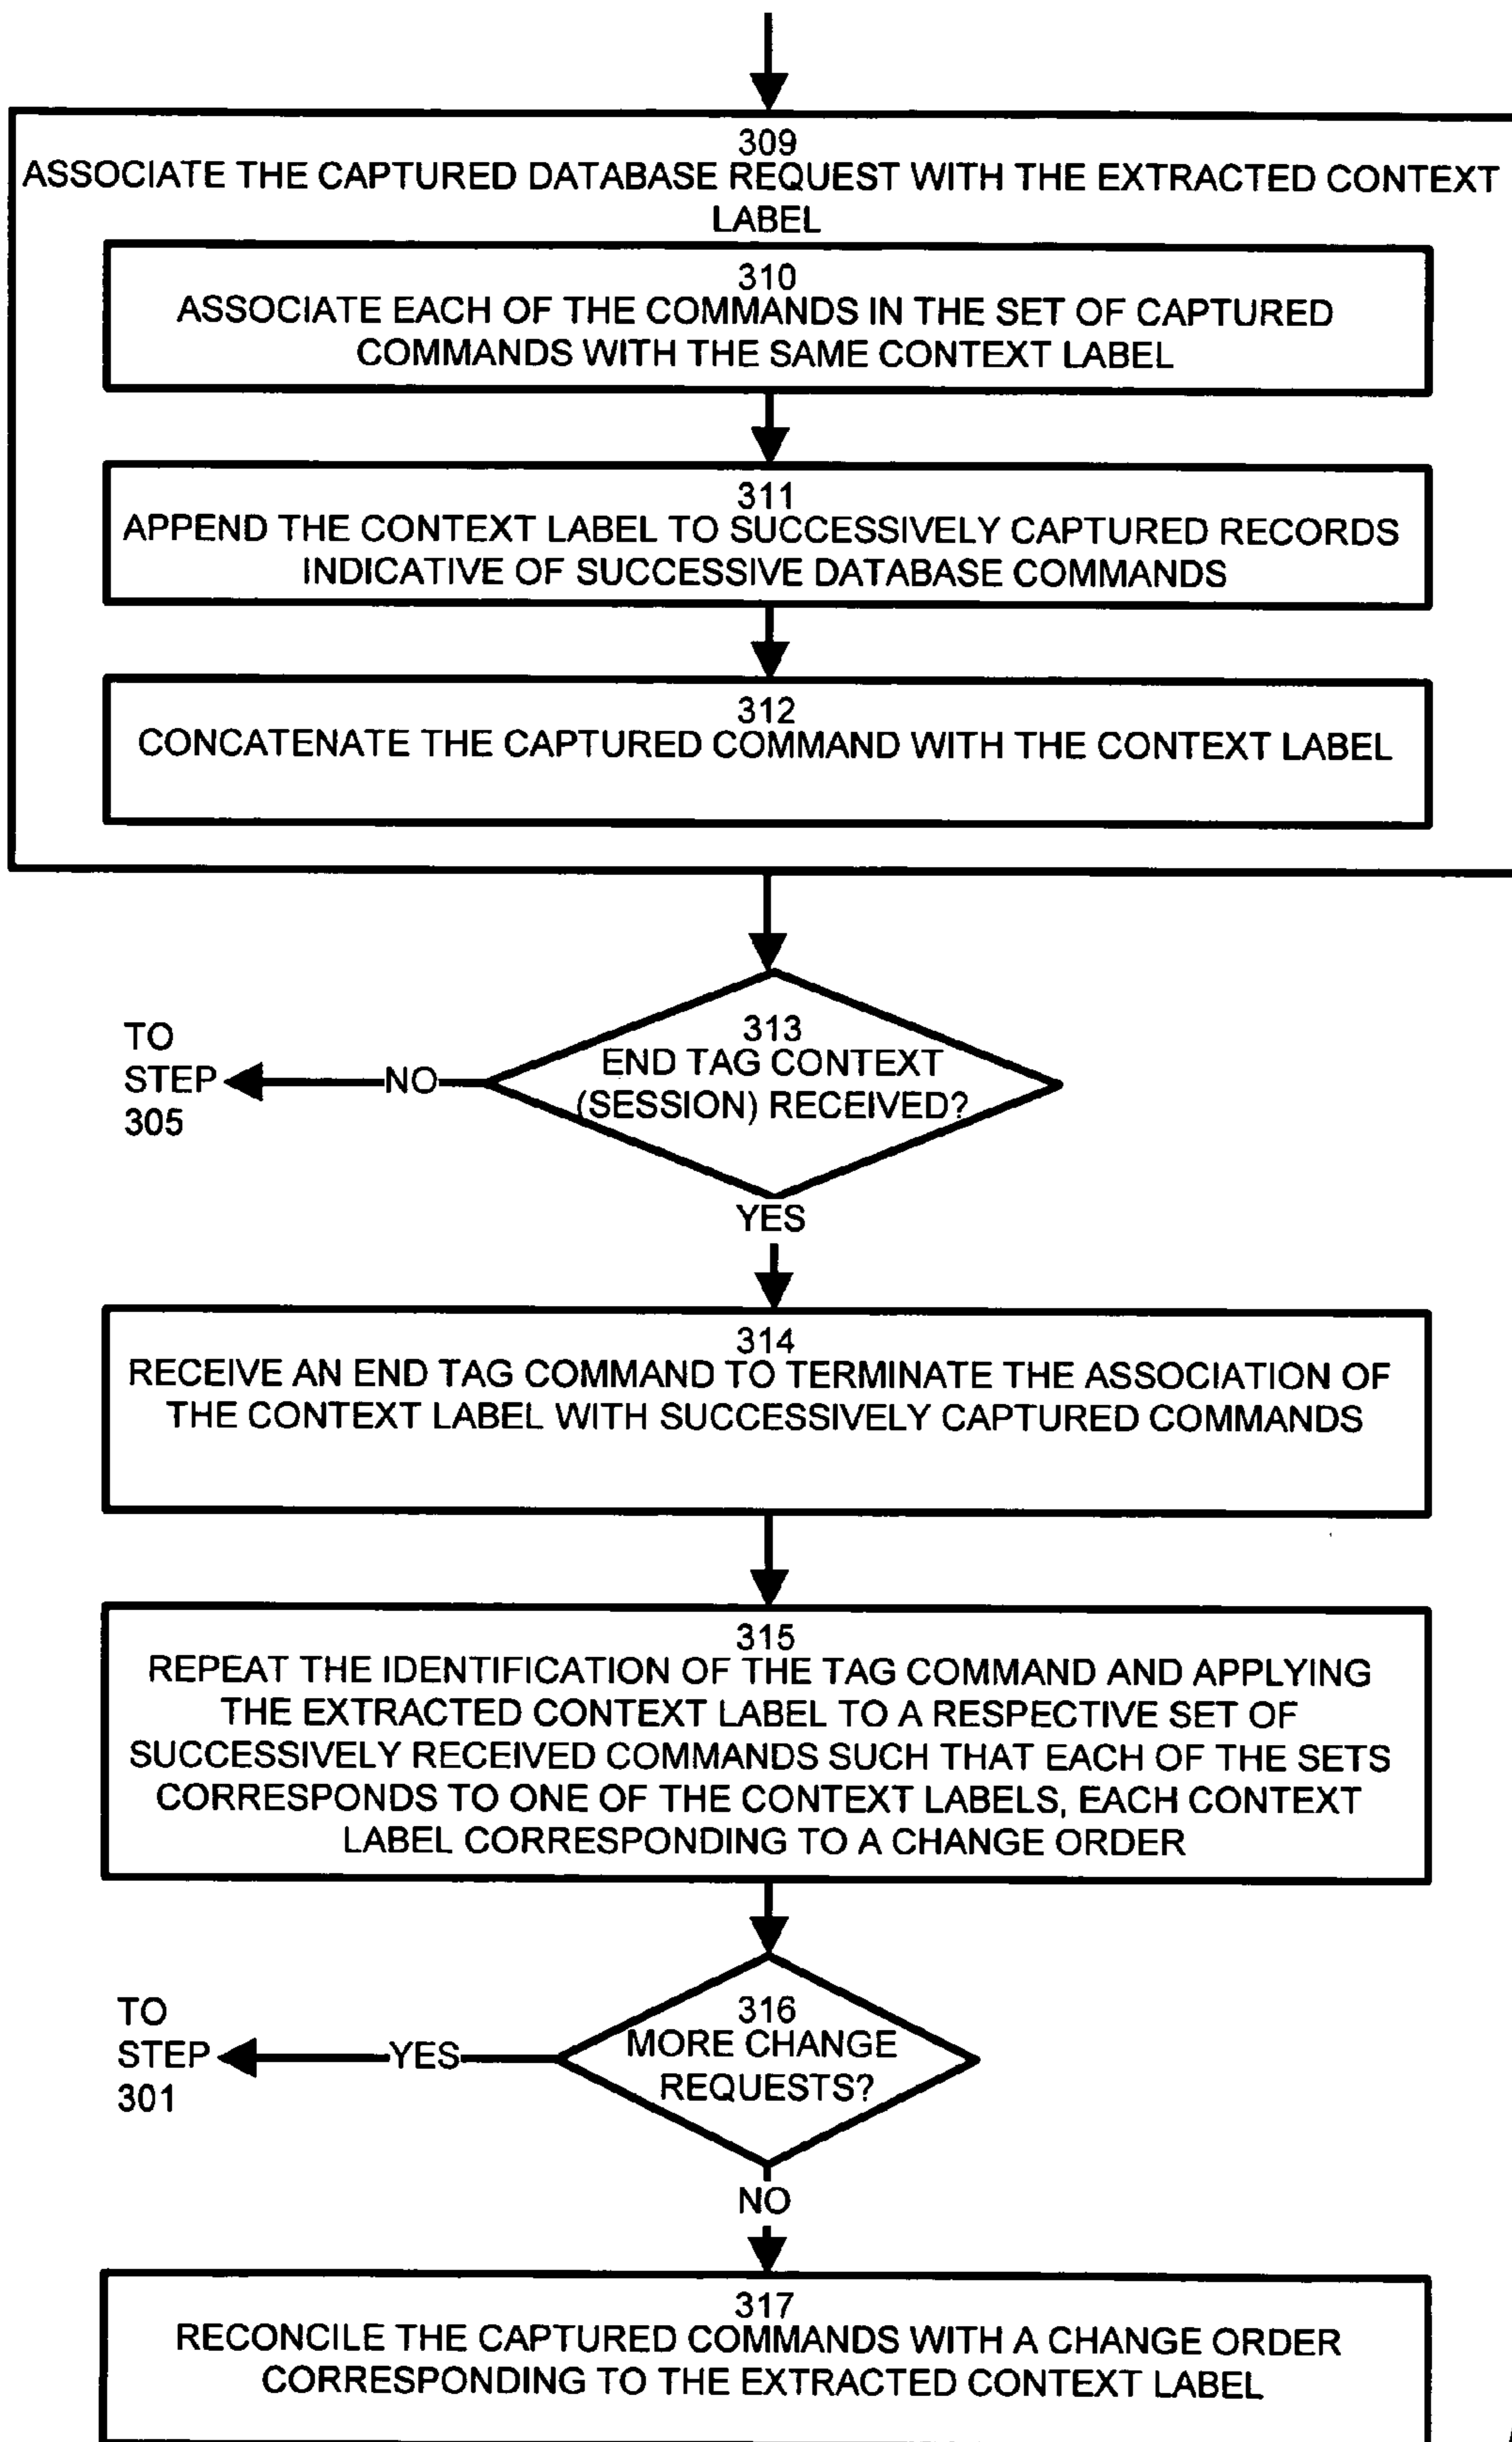 309
ASSOCIATE THE CAPTURED DATABASE REQUEST WITH THE EXTRACTED CONTEXT
LABEL
310
ASSOCIATE EACH OF THE COMMANDS IN THE SET OF CAPTURED
COMMANDS WITH THE SAME CONTEXT LABEL
311
APPEND THE CONTEXT LABEL TO SUCCESSIVELY CAPTURED RECORDS
INDICATIVE OF SUCCESSIVE DATABASE COMMANDS
312
CONCATENATE THE CAPTURED COMMAND WITH THE CONTEXT LABEL
313
END TAG CONTEXT
(SESSION) RECEIVED?
NO
TO
STEP
305
YES
314
RECEIVE AN END TAG COMMAND TO TERMINATE THE ASSOCIATION OF
THE CONTEXT LABEL WITH SUCCESSIVELY CAPTURED COMMANDS
315
REPEAT THE IDENTIFICATION OF THE TAG COMMAND AND APPLYING
THE EXTRACTED CONTEXT LABEL TO A RESPECTIVE SET OF
SUCCESSIVELY RECEIVED COMMANDS SUCH THAT EACH OF THE SETS
CORRESPONDS TO ONE OF THE CONTEXT LABELS, EACH CONTEXT
LABEL CORRESPONDING TO A CHANGE ORDER
316
MORE CHANGE
REQUESTS?
YES
TO
STEP
301
NO
317
RECONCILE THE CAPTURED COMMANDS WITH A CHANGE ORDER
CORRESPONDING TO THE EXTRACTED CONTEXT LABEL